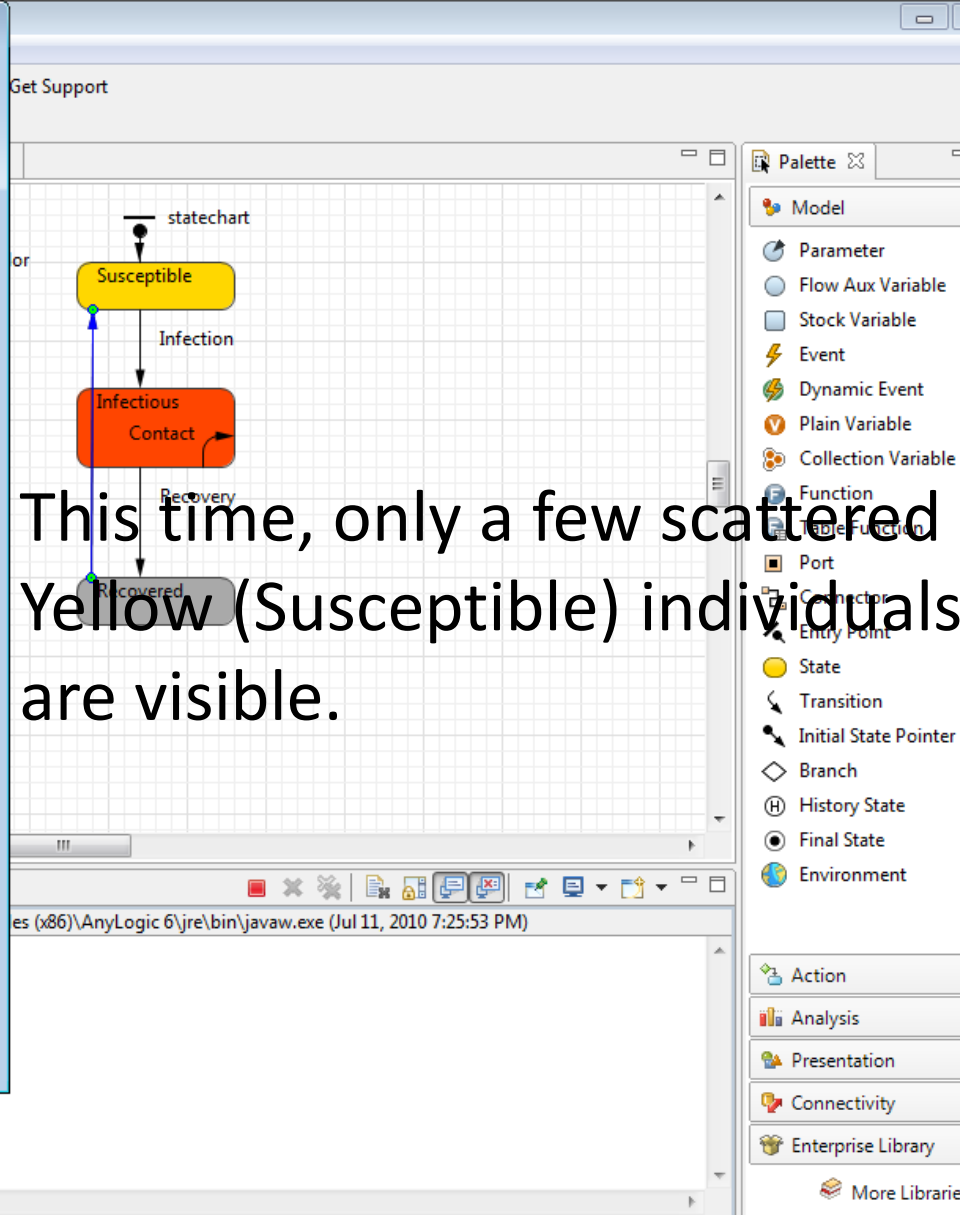 Get Support
Palette
statechart
Model
or
Parameter
Susceptible
Flow Aux Variable
Stock Variable
Infection
Event
Dynamic Event
Infectious
Plain Variable
Contact
Collection Variable
Recovery
Function
This time, only a few scattered
Table Function
Port
Recovered
Connector
Yellow (Susceptible) individuals
Entry Point
State
are visible.
Transition
Initial State Pointer
Branch
History State
Final State
Environment
les (x86)\AnyLogic 6\jre\bin\javaw.exe (Jul 11, 2010 7:25:53 PM)
Action
Analysis
Presentation
Connectivity
Enterprise Library
More Librarie